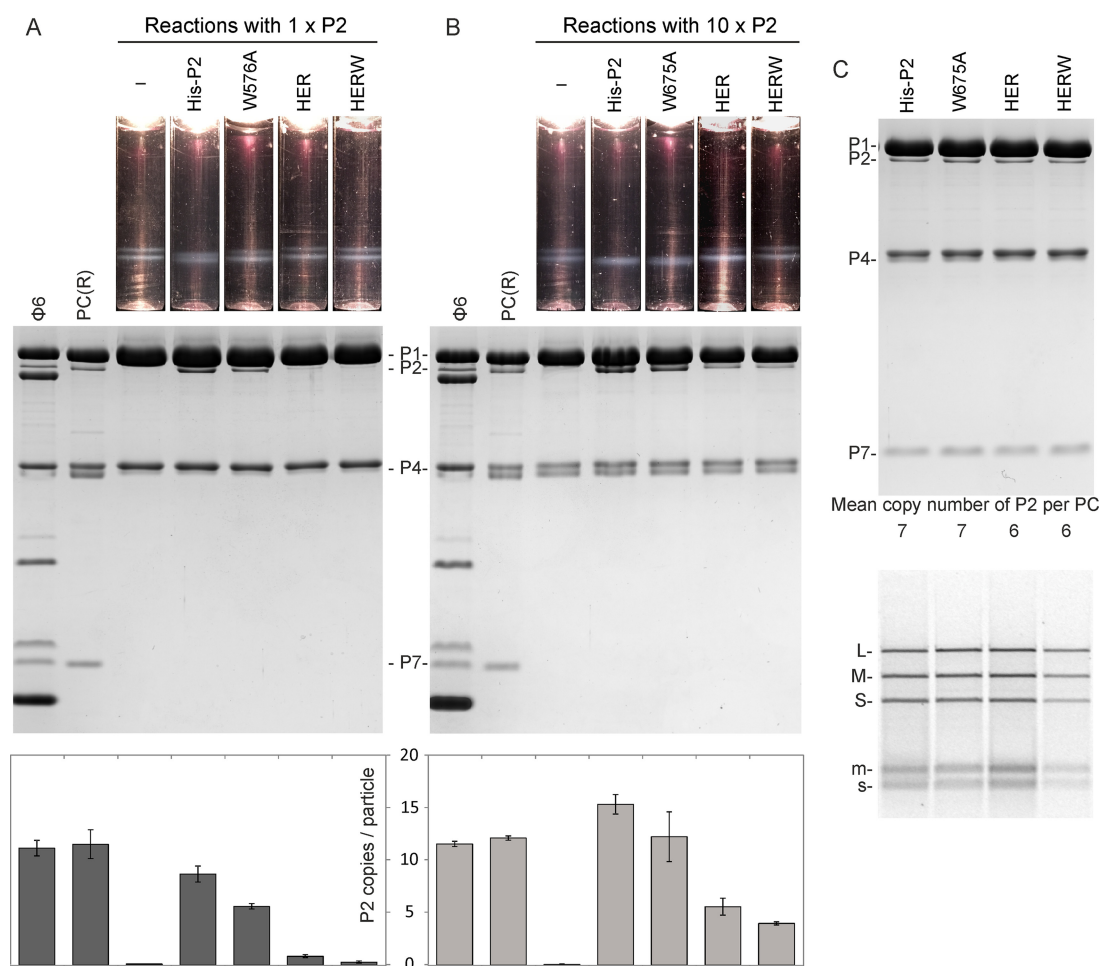 A
Reactions with 1 x P2
–
His-P2
W576A
HER
HERW
Φ6
PC(R)
- P1-
- P2-
- P4-
- P7-
B
Reactions with 10 x P2
–
His-P2
W675A
HER
HERW
Φ6
PC(R)
20
15
10
5
0
P2 copies / particle
C
His-P2
W675A
HER
HERW
P1-
P2-
P4-
P7-
Mean copy number of P2 per PC
7 7 6 6
L-
M-
S-
m-
s-